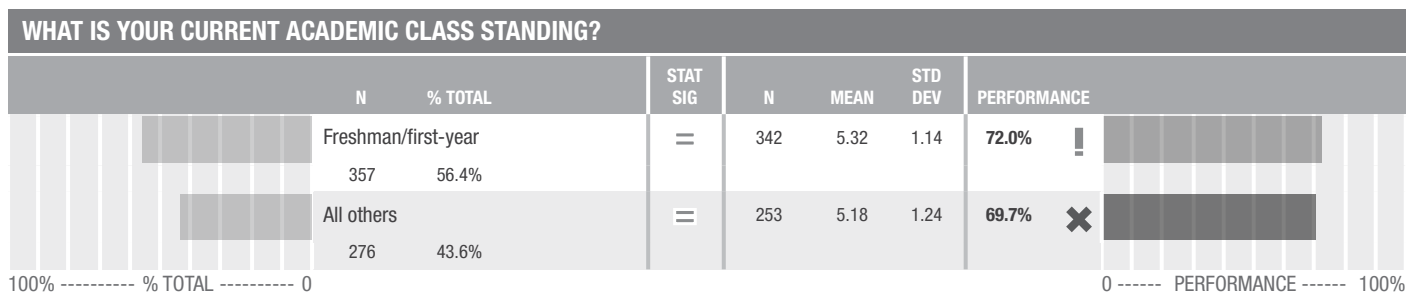 WHAT IS YOUR CURRENT ACADEMIC CLASS STANDING?
N % TOTAL STAT SIG N MEAN STD DEV PERFORMANCE
Freshman/first-year = 342 5.32 1.14 72.0% !
357 56.4%
All others = 253 5.18 1.24 69.7% ✖
276 43.6%
100% ---------- % TOTAL ---------- 0 0 ------ PERFORMANCE ------ 100%